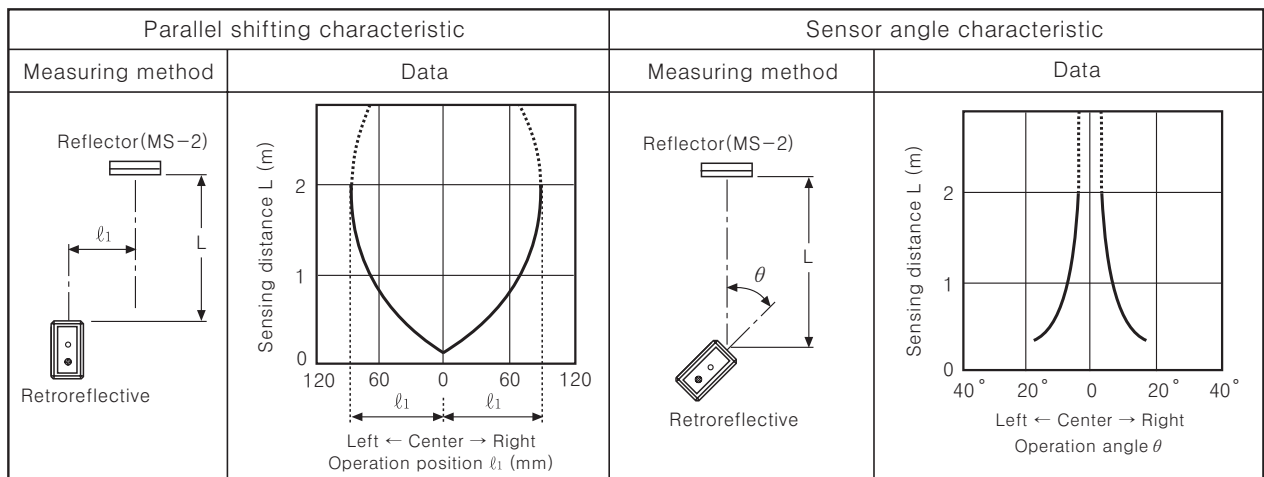 Parallel shifting characteristic
Sensor angle characteristic
Measuring method
Data
Measuring method
Data
Reflector(MS-2)
ℓ1
L
Retroreflective
Sensing distance L (m)
2
1
0
120 60 0 60 120
ℓ1 ℓ1
Left ← Center → Right
Operation position ℓ1 (mm)
Reflector(MS-2)
L
θ
Retroreflective
Sensing distance L (m)
2
1
0
40° 20° 0 20° 40°
Left ← Center → Right
Operation angle θ